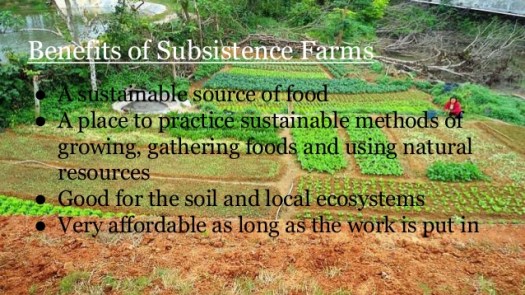 Benefits of Subsistence Farms
● A sustainable source of food
● A place to practice sustainable methods of
growing, gathering foods and using natural
resources
● Good for the soil and local ecosystems
● Very affordable as long as the work is put in